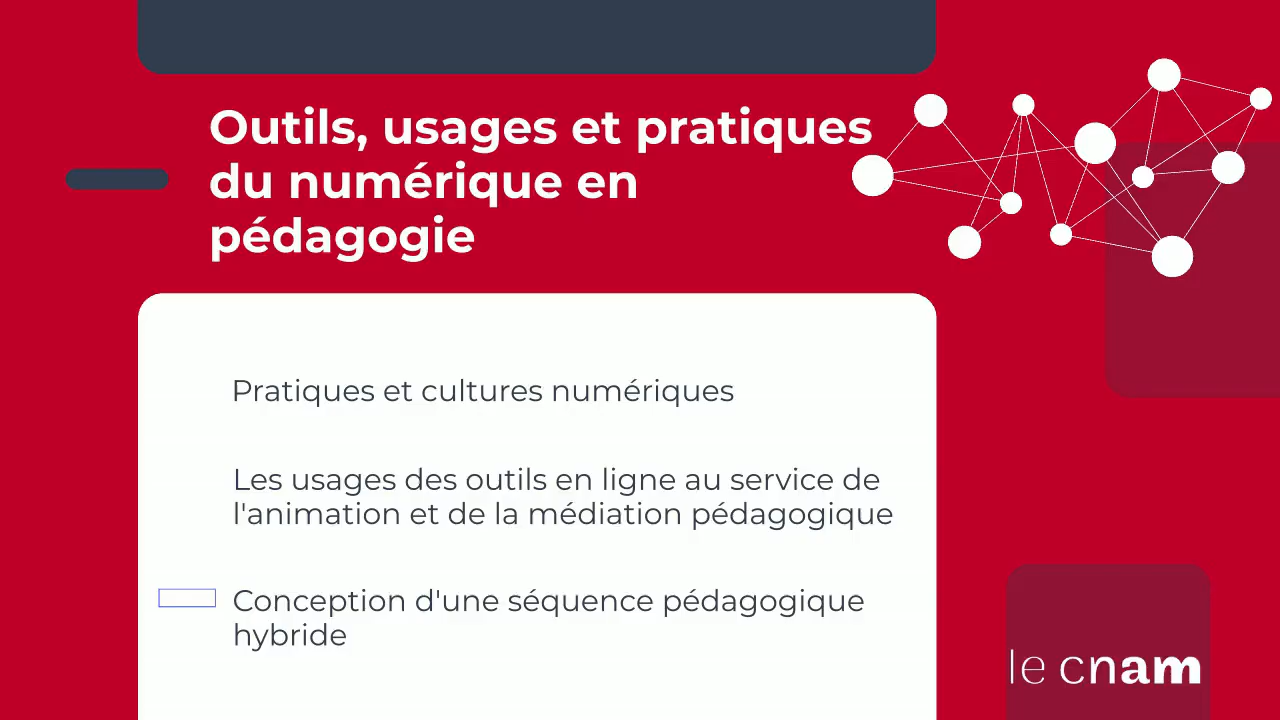 Outils, usages et pratiques
du numérique en
pédagogie
Pratiques et cultures numériques
Les usages des outils en ligne au service de
l'animation et de la médiation pédagogique
Conception d'une séquence pédagogique
hybride
le cnam